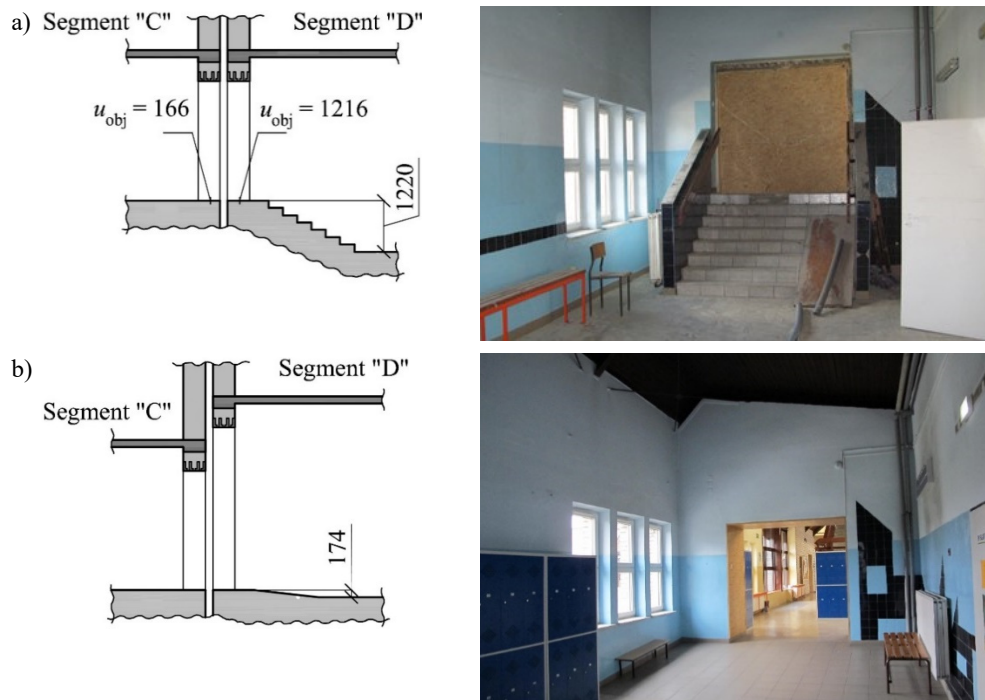 a)
Segment "C" Segment "D"
u_obj = 166 u_obj = 1216
1220
b)
Segment "D"
Segment "C"
174